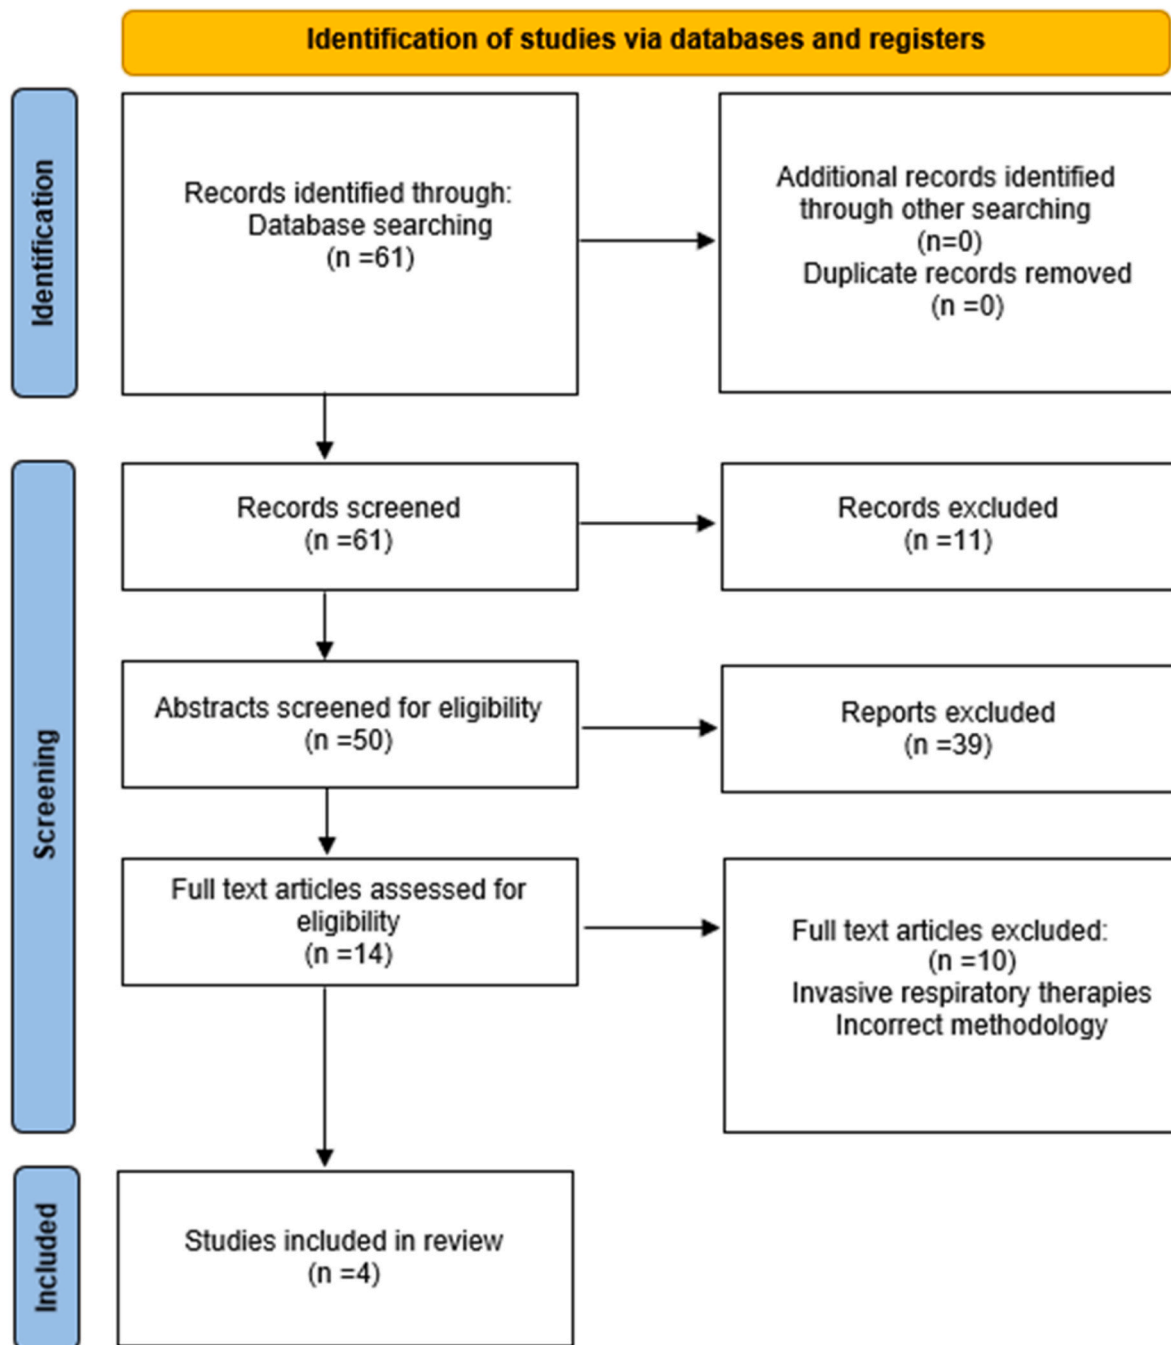 Identification of studies via databases and registers
Identification
Records identified through:
Database searching
(n =61)
Additional records identified
through other searching
(n=0)
Duplicate records removed
(n =0)
Screening
Records screened
(n =61)
Records excluded
(n =11)
Abstracts screened for eligibility
(n =50)
Reports excluded
(n =39)
Full text articles assessed for
eligibility
(n =14)
Full text articles excluded:
(n =10)
Invasive respiratory therapies
Incorrect methodology
Included
Studies included in review
(n =4)